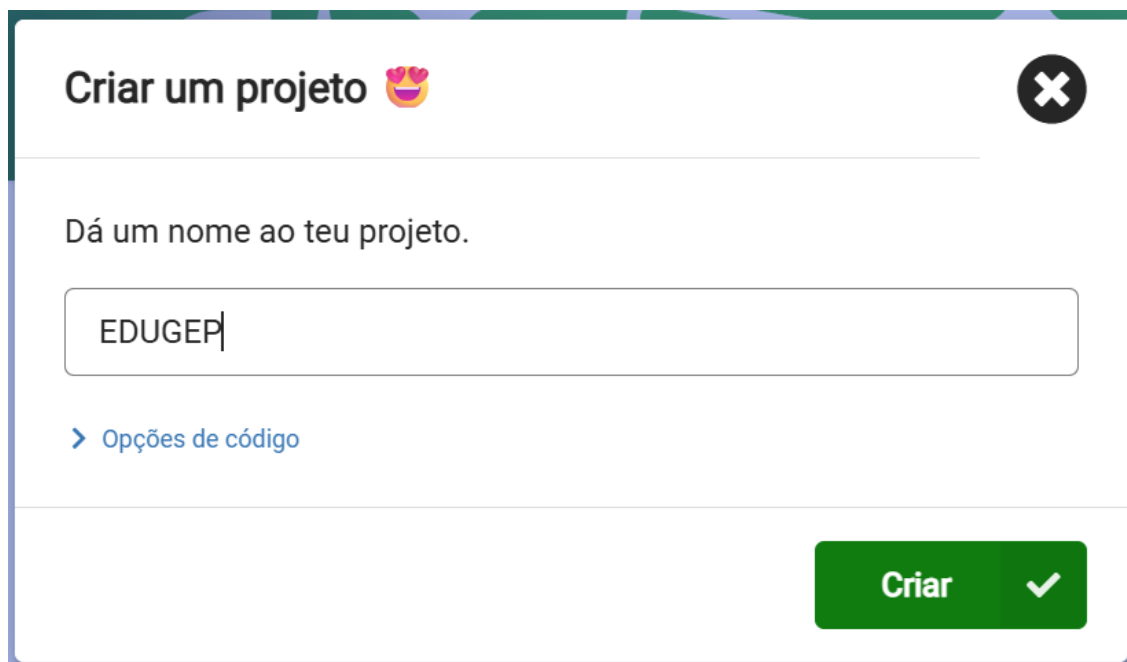 Criar um projeto 😍
Dá um nome ao teu projeto.
EDUGEP
Opções de código
Criar